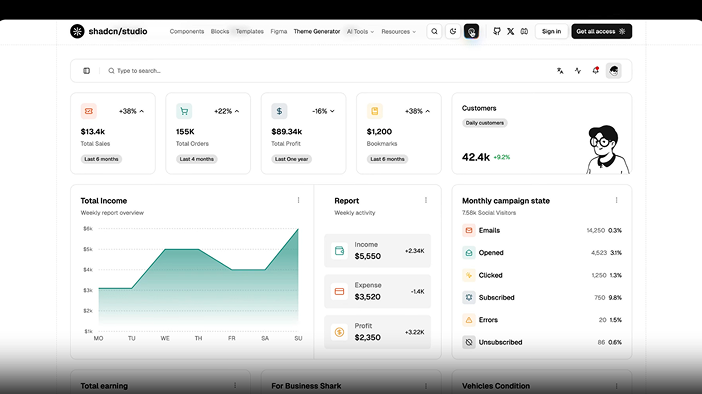 shadcn/studio Components Blocks Templates Figma Theme Generator AI Tools Resources Sign in Get all access
Type to search...
+38% +22% -16% +38%
$13.4k 155K $89.34k $1,200
Total Sales Total Orders Total Profit Bookmarks
Last 6 months Last 4 months Last One year Last 6 months
Customers
Daily customers
42.4k +9.2%
Total Income
Weekly report overview
$6k
$5k
$4k
$3k
$2k
$1k
MO TU WE TH FR SA SU
Report
Weekly activity
Income
$5,550 +2.34K
Expense
$3,520 -1.4K
Profit
$2,350 +3.22K
Monthly campaign state
7.58k Social Visitors
Emails 14,250 0.3%
Opened 4,523 3.1%
Clicked 1,250 1.3%
Subscribed 750 9.8%
Errors 20 1.5%
Unsubscribed 86 0.6%
Total earning For Business Shark Vehicles Condition